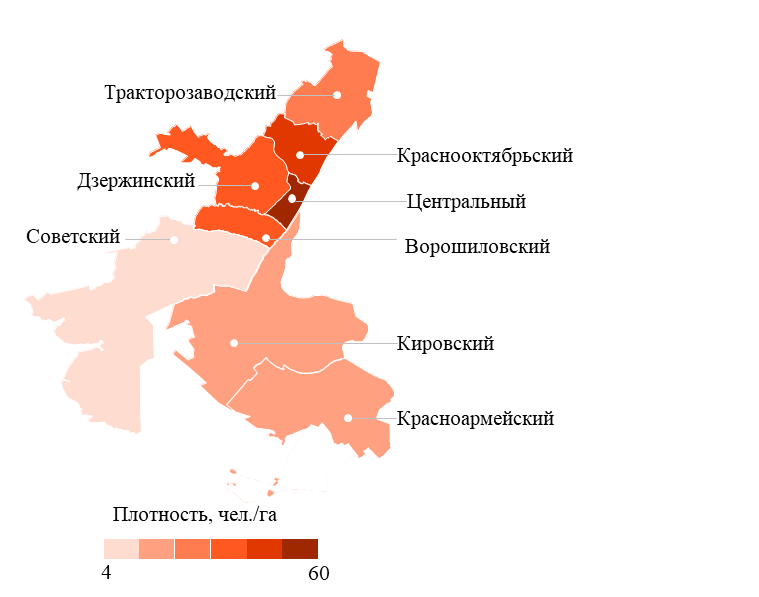 Тракторозаводский
Краснооктябрьский
Дзержинский
Центральный
Советский
Ворошиловский
Кировский
Красноармейский
Плотность, чел./га
4
60